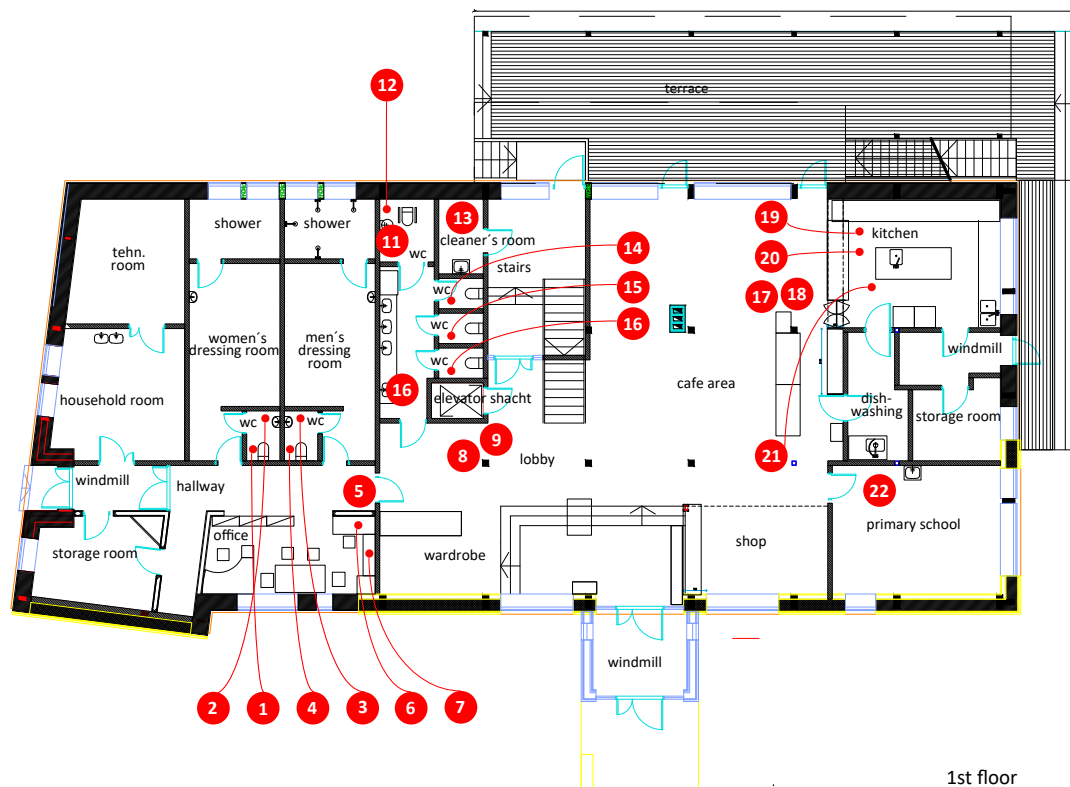 terrace
12
13
11
shower
shower
cleaner´s room
wc
14
stairs
tehn.
room
wc
15
16
wc
wc
women´s
dressing room
men´s
dressing
room
household room
16
elevator shacht
wc
wc
19
20
kitchen
17
18
windmill
cafe area
dish-
washing
storage room
8
9
lobby
21
22
primary school
windmill
hallway
5
storage room
office
wardrobe
shop
windmill
2
1
4
3
6
7
1st floor